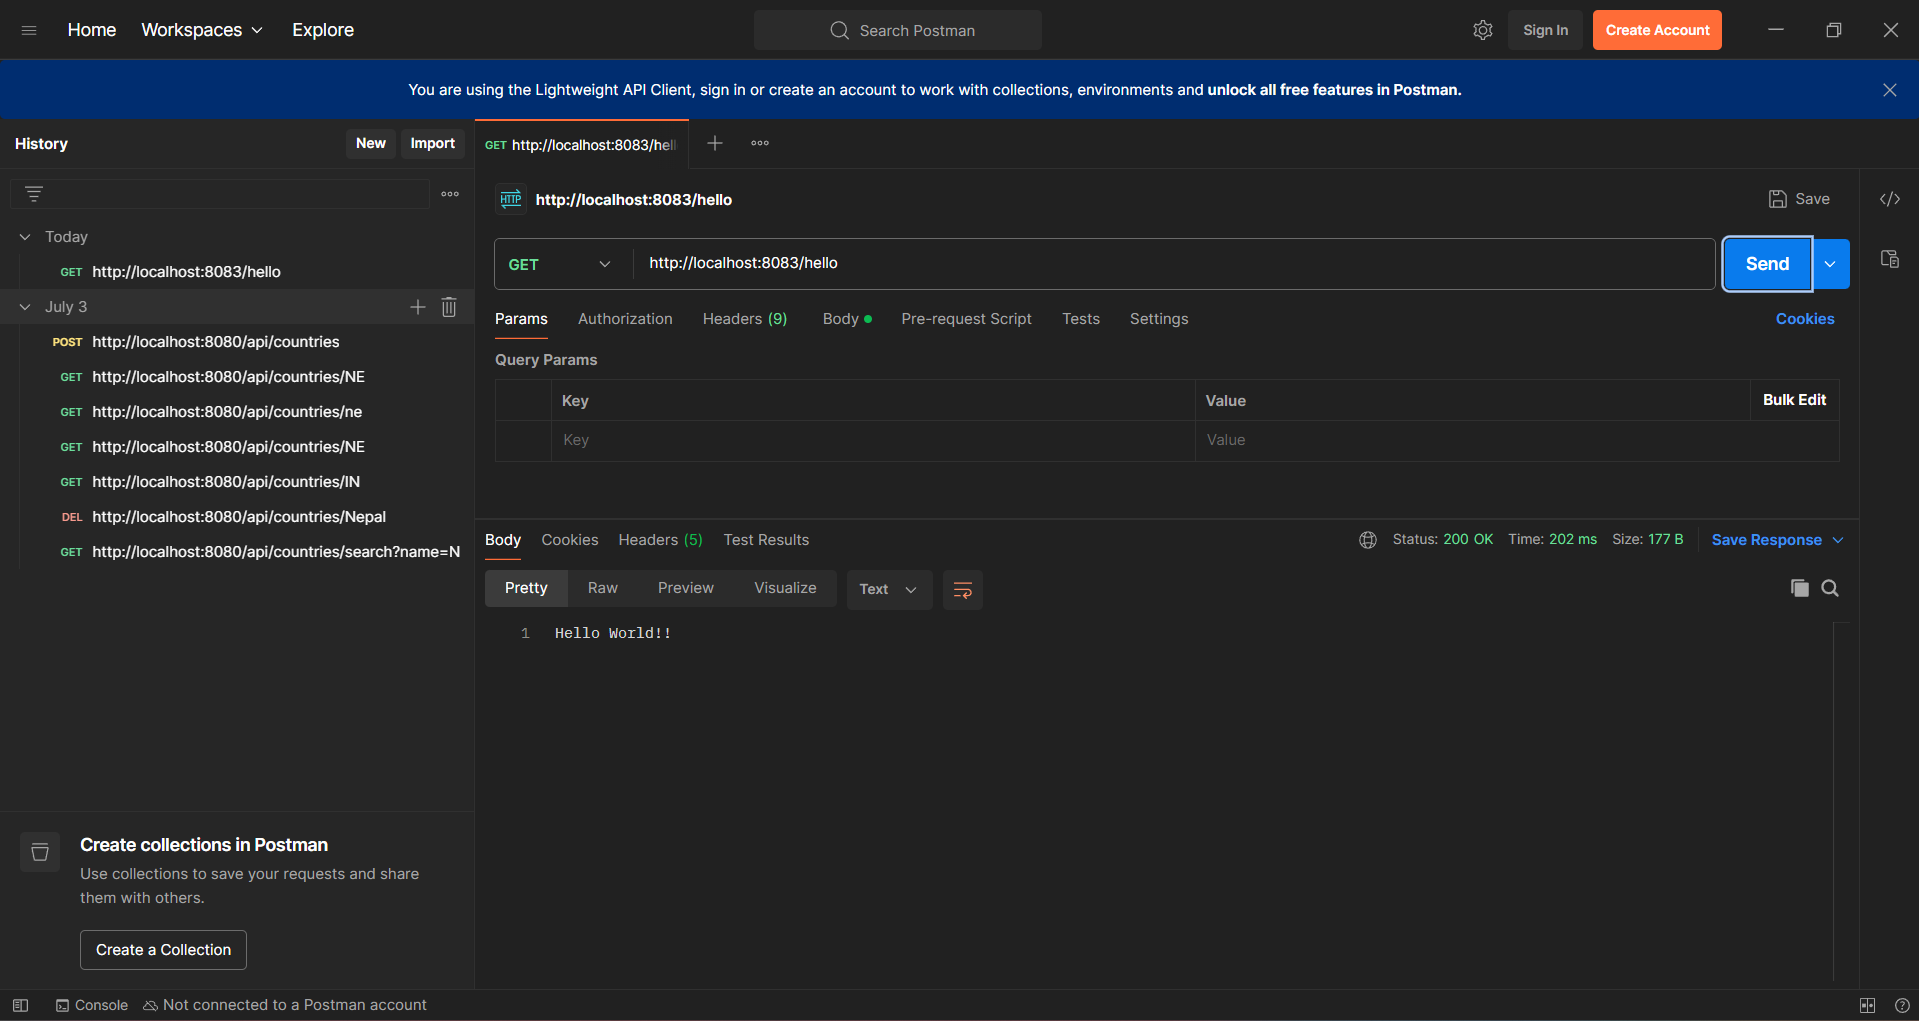 Home Workspaces Explore Search Postman Sign In Create Account
You are using the Lightweight API Client, sign in or create an account to work with collections, environments and unlock all free features in Postman.
History New Import
Today
GET http://localhost:8083/hello
July 3
POST http://localhost:8080/api/countries
GET http://localhost:8080/api/countries/NE
GET http://localhost:8080/api/countries/ne
GET http://localhost:8080/api/countries/NE
GET http://localhost:8080/api/countries/IN
DEL http://localhost:8080/api/countries/Nepal
GET http://localhost:8080/api/countries/search?name=N
Create collections in Postman
Use collections to save your requests and share
them with others.
Create a Collection
GET http://localhost:8083/hell
HTTP http://localhost:8083/hello Save
GET http://localhost:8083/hello Send
Params Authorization Headers (9) Body Pre-request Script Tests Settings Cookies
Query Params
Key Value Bulk Edit
Key Value
Body Cookies Headers (5) Test Results Status: 200 OK Time: 202 ms Size: 177 B Save Response
Pretty Raw Preview Visualize Text
1 Hello World!!
Console Not connected to a Postman account